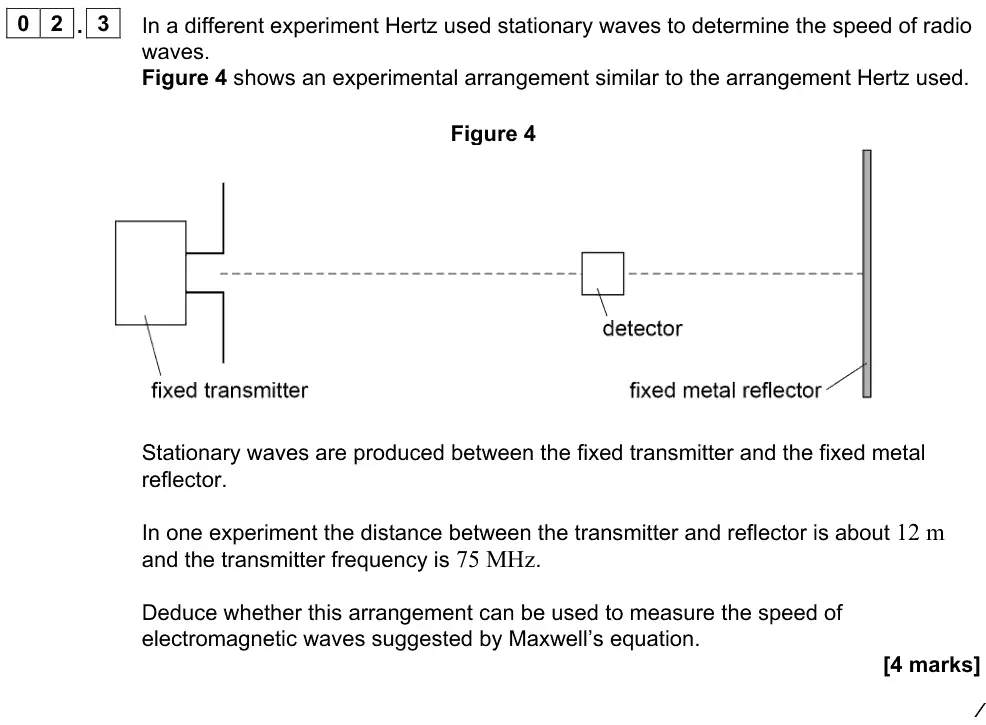 02.3 In a different experiment Hertz used stationary waves to determine the speed of radio
waves.
Figure 4 shows an experimental arrangement similar to the arrangement Hertz used.
Figure 4
detector
fixed transmitter
fixed metal reflector
Stationary waves are produced between the fixed transmitter and the fixed metal
reflector.
In one experiment the distance between the transmitter and reflector is about 12 m
and the transmitter frequency is 75 MHz.
Deduce whether this arrangement can be used to measure the speed of
electromagnetic waves suggested by Maxwell’s equation.
[4 marks]